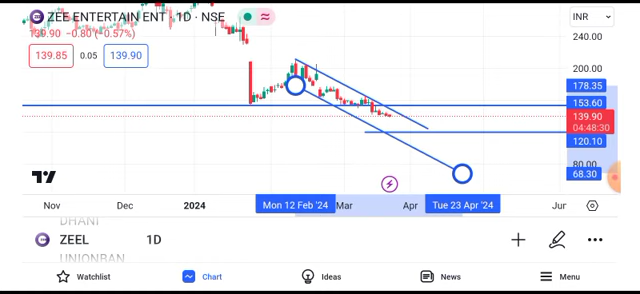 ZEE ENTERTAIN ENT · 1D · NSE
INR
139.90 -0.80 (-0.57%)
139.85 0.05 139.90
240.00
200.00
178.35
153.60
139.90
04:48:30
120.10
80.00
68.30
Nov Dec 2024 Mon 12 Feb '24 Mar Apr Tue 23 Apr '24 Jun
DHANI
ZEEL 1D
UNIONBAN
Watchlist Chart Ideas News Menu